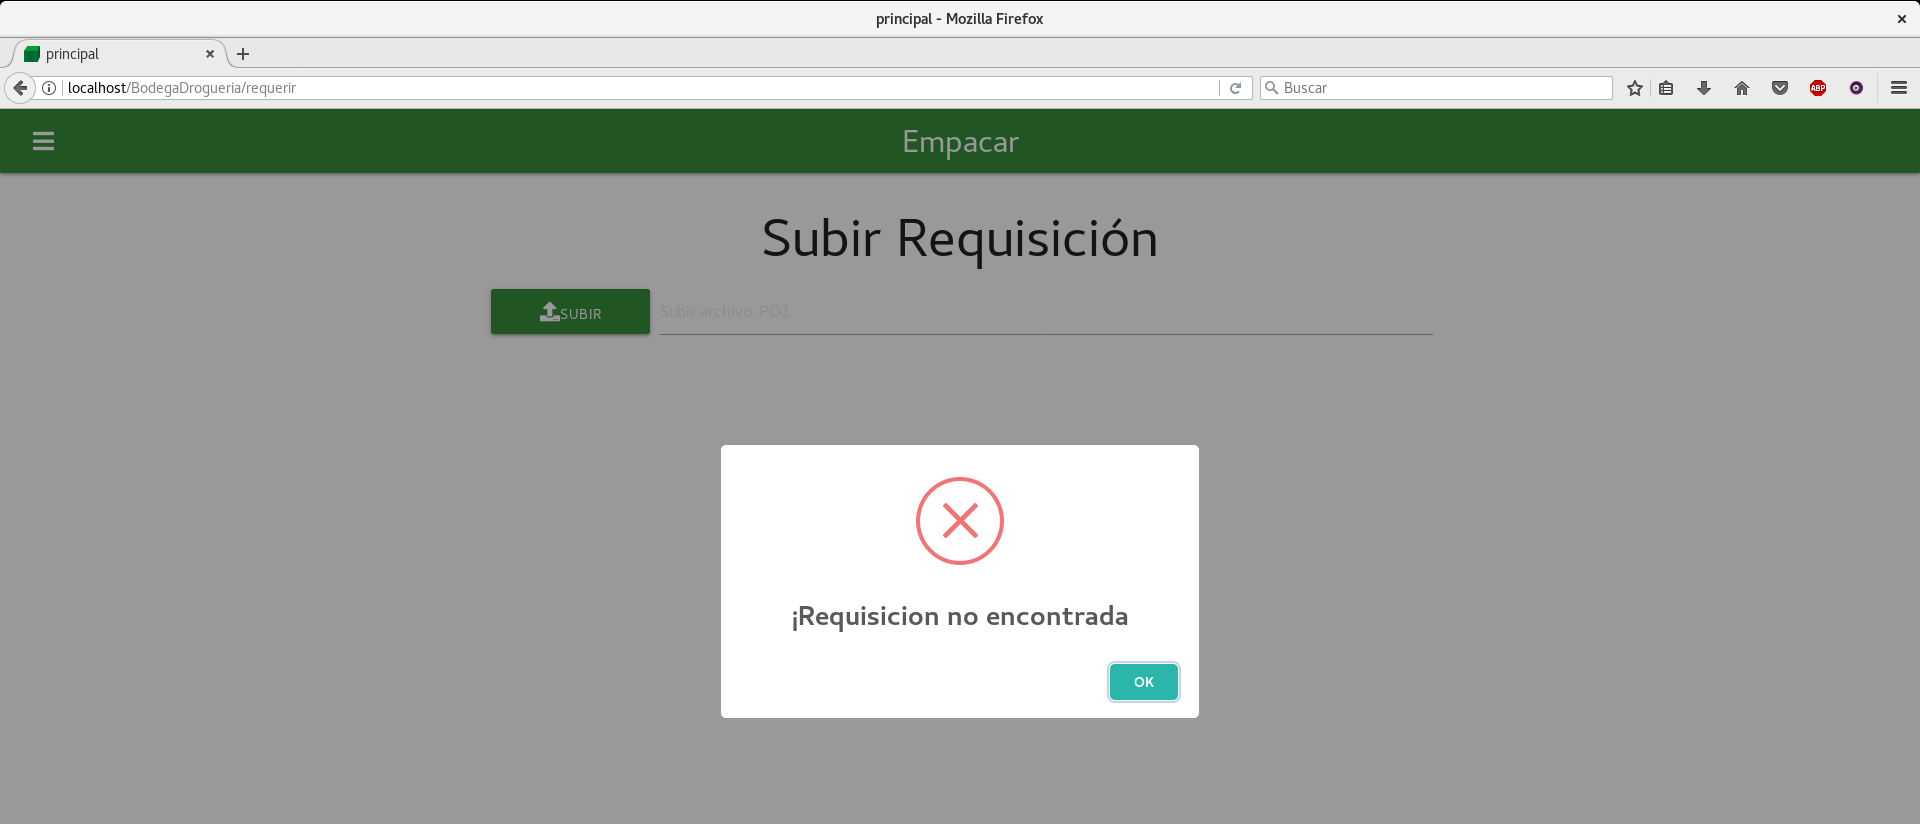 principal - Mozilla Firefox
principal
localhost/BodegaDrogueria/requerir
Buscar
ABP
Empacar
Subir Requisición
SUBIR
Subir archivo .PO1
¡Requisicion no encontrada
OK